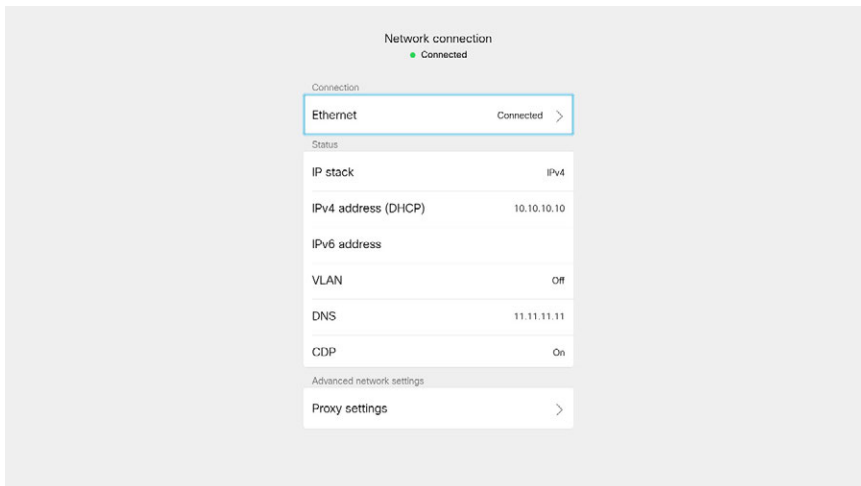 Network connection
Connected
Connection
Ethernet Connected
Status
IP stack IPv4
IPv4 address (DHCP) 10.10.10.10
IPv6 address
VLAN Off
DNS 11.11.11.11
CDP On
Advanced network settings
Proxy settings